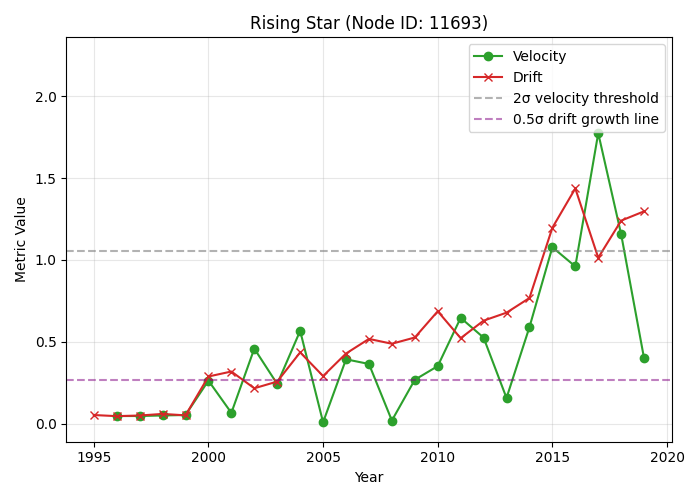 Rising Star (Node ID: 11693)
Velocity
Drift
2σ velocity threshold
0.5σ drift growth line
Metric Value
2.0
1.5
1.0
0.5
0.0
1995 2000 2005 2010 2015 2020
Year